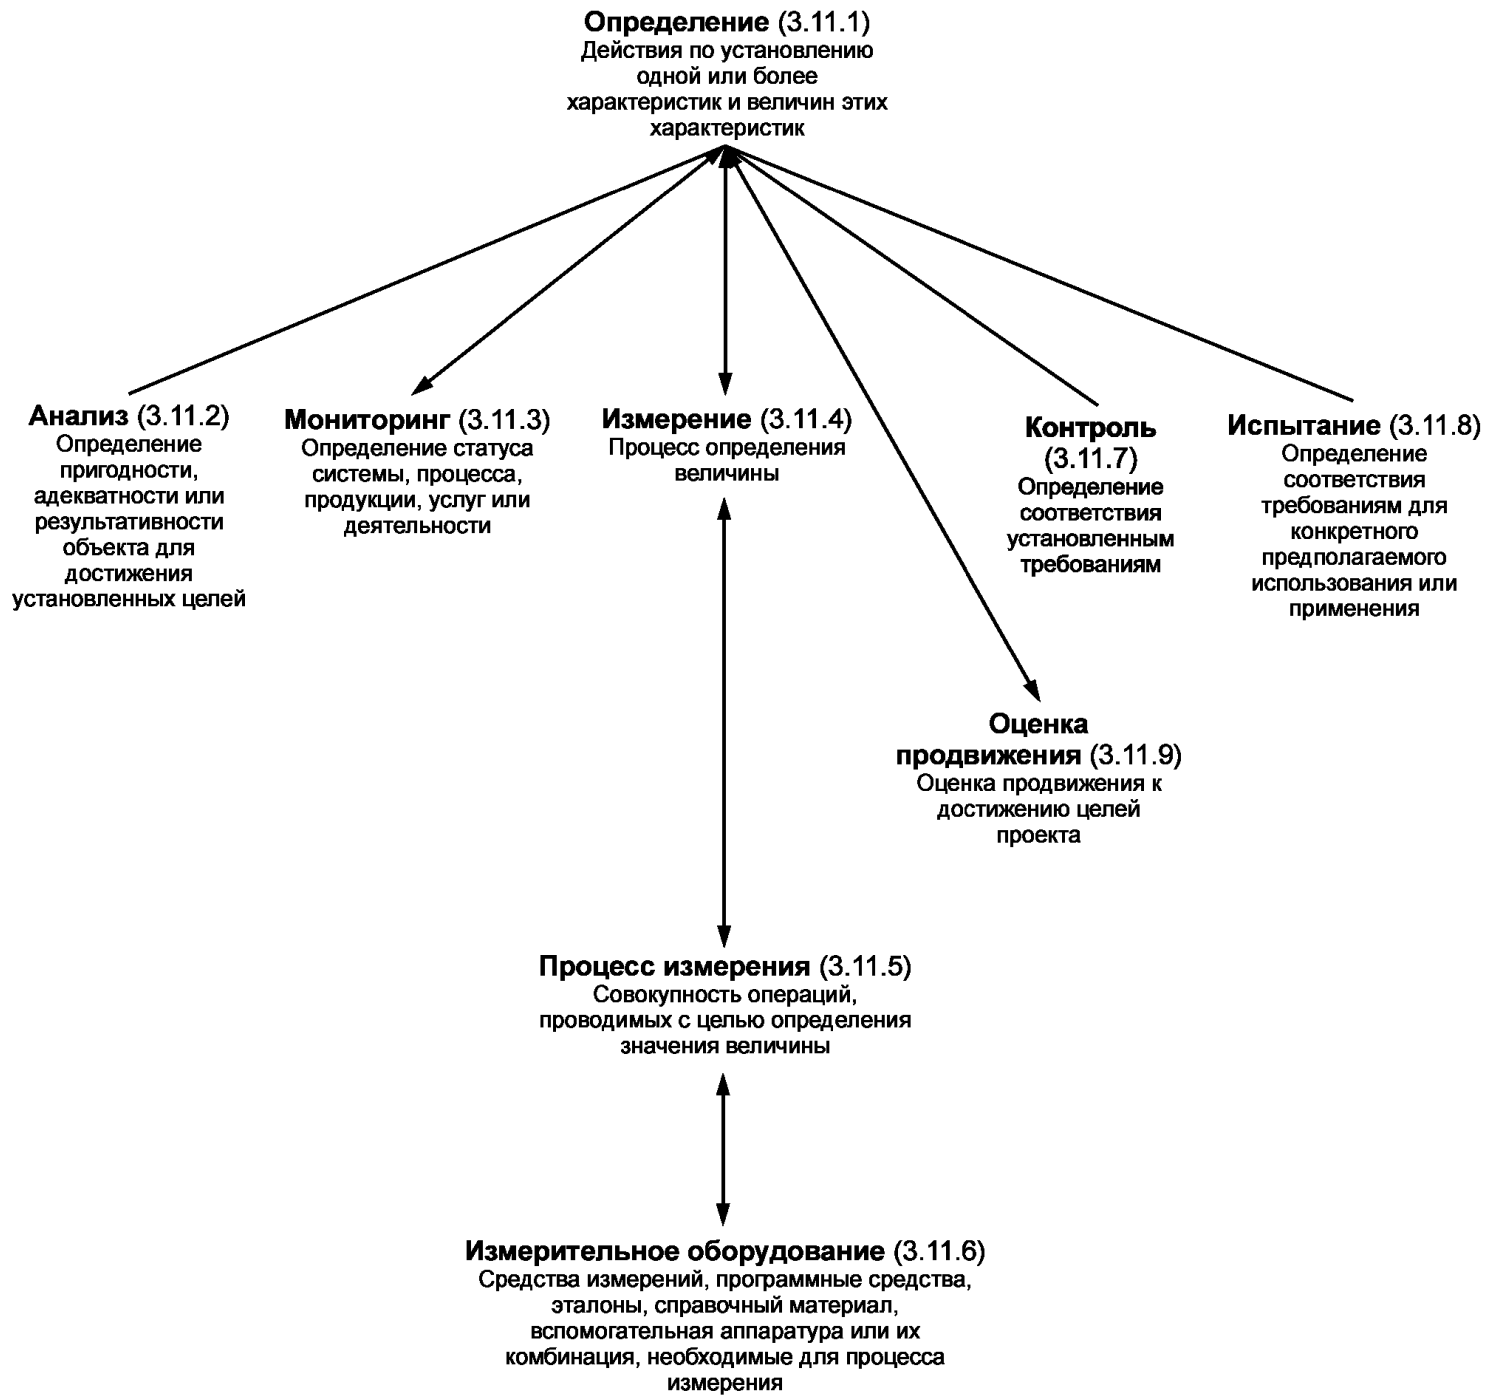 Определение (3.11.1)
Действия по установлению
одной или более
характеристик и величин этих
характеристик
Анализ (3.11.2)
Определение
пригодности,
адекватности или
результативности
объекта для
достижения
установленных целей
Мониторинг (3.11.3)
Определение статуса
системы, процесса,
продукции, услуг или
деятельности
Измерение (3.11.4)
Процесс определения
величины
Контроль
(3.11.7)
Определение
соответствия
установленным
требованиям
Испытание (3.11.8)
Определение
соответствия
требованиям для
конкретного
предполагаемого
использования или
применения
Оценка
продвижения (3.11.9)
Оценка продвижения к
достижению целей
проекта
Процесс измерения (3.11.5)
Совокупность операций,
проводимых с целью определения
значения величины
Измерительное оборудование (3.11.6)
Средства измерений, программные средства,
эталоны, справочный материал,
вспомогательная аппаратура или их
комбинация, необходимые для процесса
измерения